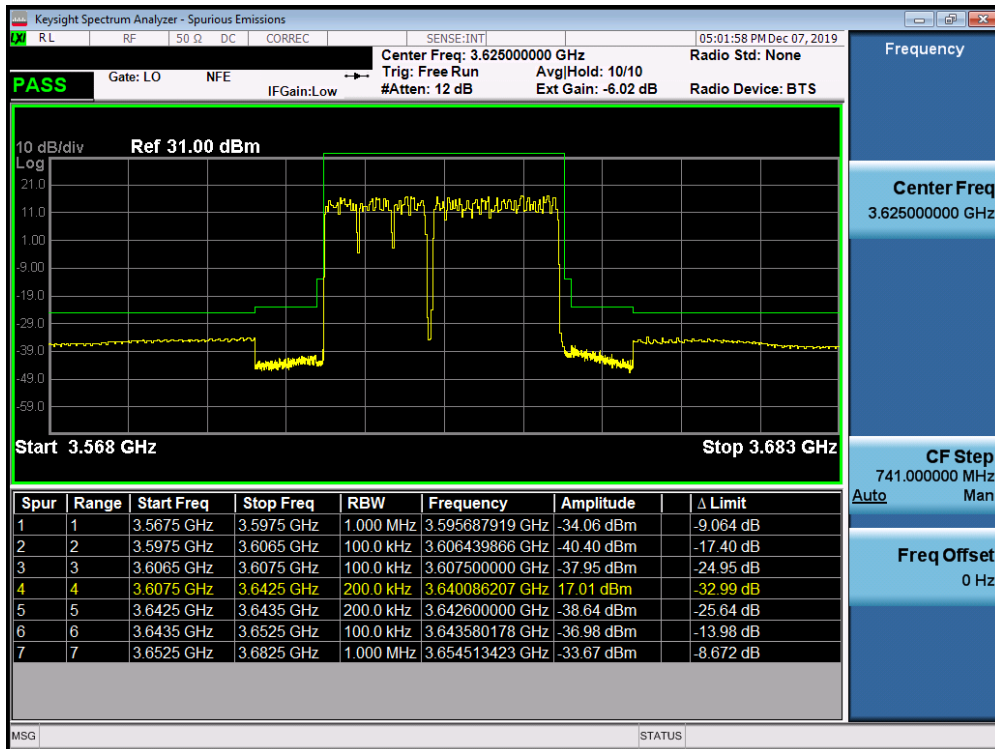 Keysight Spectrum Analyzer - Spurious Emissions
LXI RL RF 50 Ω DC CORREC SENSE:INT 05:01:58 PM Dec 07, 2019
Center Freq: 3.625000000 GHz Radio Std: None
PASS Gate: LO NFE Trig: Free Run Avg|Hold: 10/10
IFGain:Low #Atten: 12 dB Ext Gain: -6.02 dB Radio Device: BTS
10 dB/div Ref 31.00 dBm
Log
21.0
11.0
1.00
-9.00
-19.0
-29.0
-39.0
-49.0
-59.0
Start 3.568 GHz Stop 3.683 GHz
Spur Range Start Freq Stop Freq RBW Frequency Amplitude Δ Limit
1 1 3.5675 GHz 3.5975 GHz 1.000 MHz 3.595687919 GHz -34.06 dBm -9.064 dB
2 2 3.5975 GHz 3.6065 GHz 100.0 kHz 3.606439866 GHz -40.40 dBm -17.40 dB
3 3 3.6065 GHz 3.6075 GHz 100.0 kHz 3.607500000 GHz -37.95 dBm -24.95 dB
4 4 3.6075 GHz 3.6425 GHz 200.0 kHz 3.640086207 GHz 17.01 dBm -32.99 dB
5 5 3.6425 GHz 3.6435 GHz 200.0 kHz 3.642600000 GHz -38.64 dBm -25.64 dB
6 6 3.6435 GHz 3.6525 GHz 100.0 kHz 3.643580178 GHz -36.98 dBm -13.98 dB
7 7 3.6525 GHz 3.6825 GHz 1.000 MHz 3.654513423 GHz -33.67 dBm -8.672 dB
MSG STATUS
Frequency
Center Freq
3.625000000 GHz
CF Step
741.000000 MHz
Auto Man
Freq Offset
0 Hz